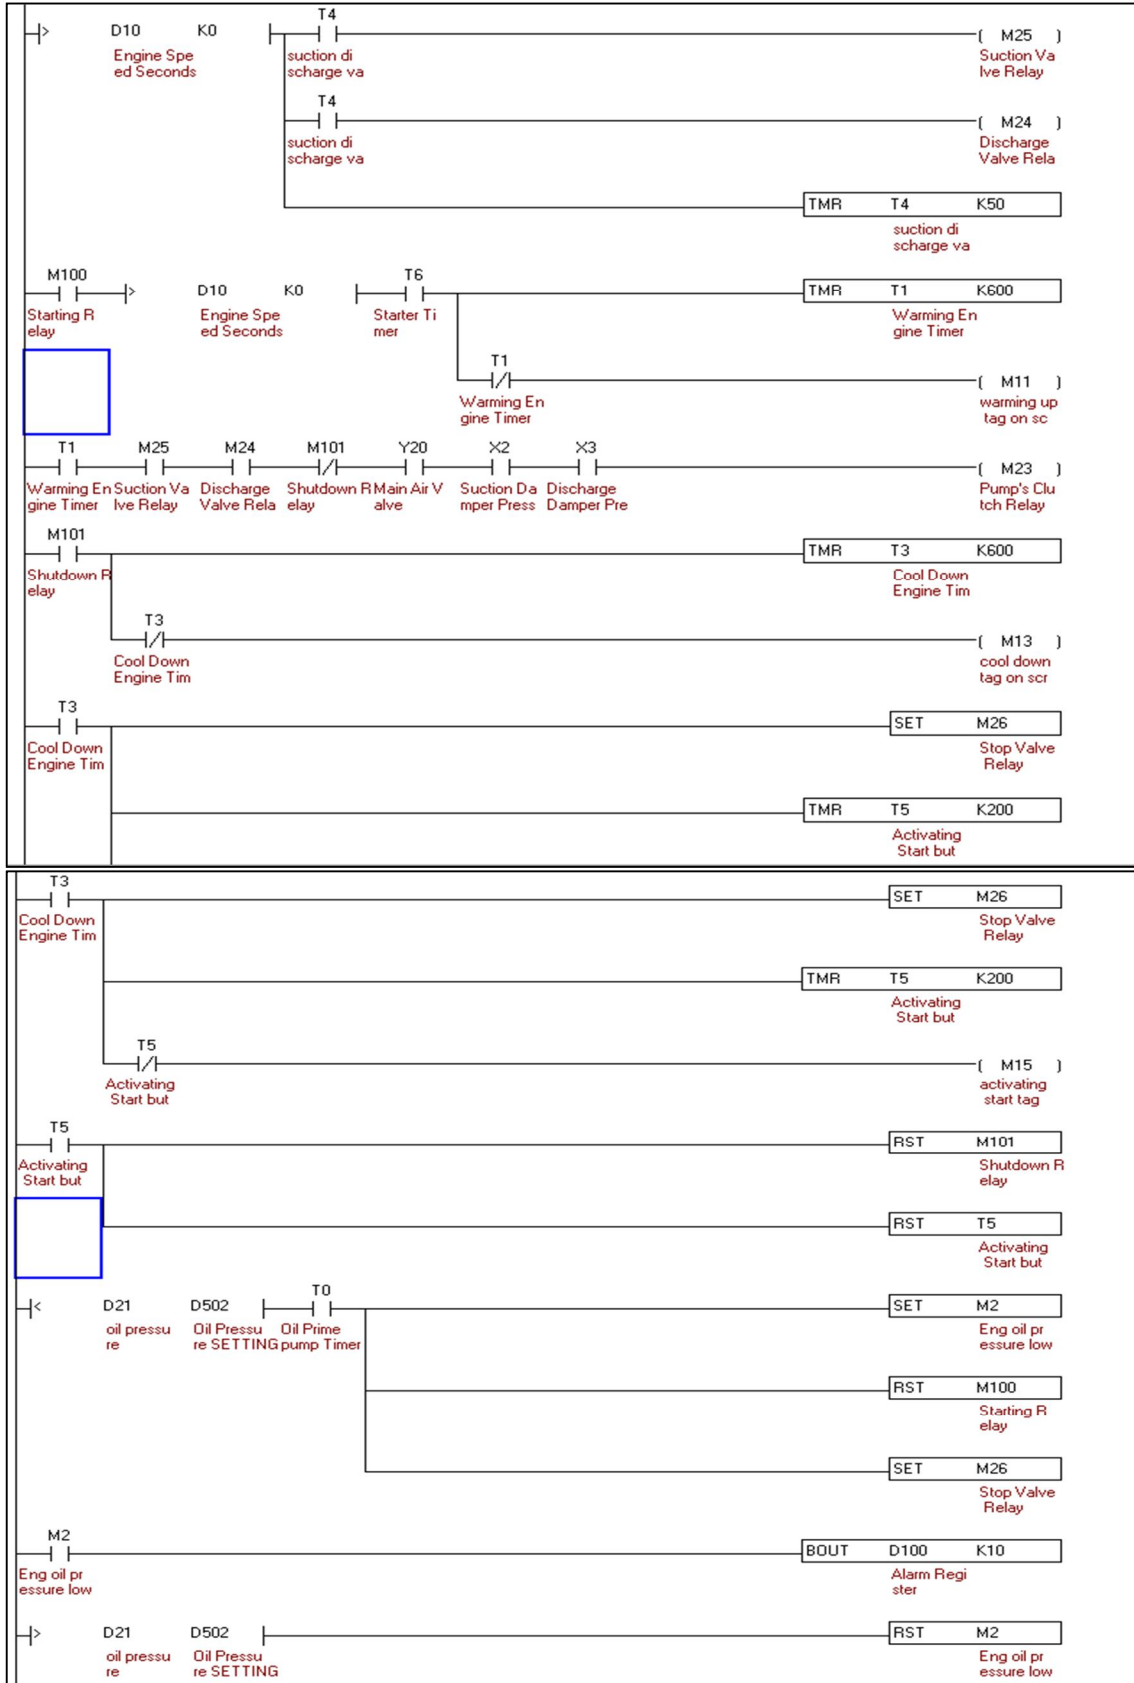 T4
> D10 K0 ( M25 )
Engine Spe suction di Suction Va
ed Seconds scharge va lve Relay
T4
( M24 )
suction di Discharge
scharge va Valve Rela
TMR T4 K50
suction di
scharge va
M100 T6
> D10 K0 TMR T1 K600
Starting R Engine Spe Starter Ti Warming En
elay ed Seconds mer gine Timer
T1
( M11 )
Warming En warming up
gine Timer tag on sc
T1 M25 M24 M101 Y20 X2 X3
( M23 )
Warming En Suction Va Discharge Shutdown R Main Air V Suction Da Discharge Pump's Clu
gine Timer lve Relay Valve Rela elay alve mper Press Damper Pre tch Relay
M101
TMR T3 K600
Shutdown R Cool Down
elay Engine Tim
T3
( M13 )
Cool Down cool down
Engine Tim tag on scr
T3
SET M26
Cool Down Stop Valve
Engine Tim Relay
TMR T5 K200
Activating
Start but
T3
SET M26
Cool Down Stop Valve
Engine Tim Relay
TMR T5 K200
Activating
Start but
T5
( M15 )
Activating activating
Start but start tag
T5
RST M101
Activating Shutdown R
Start but elay
RST T5
Activating
Start but
T0
< D21 D502 SET M2
oil pressu Oil Pressu Oil Prime Eng oil pr
re re SETTING pump Timer essure low
RST M100
Starting R
elay
SET M26
Stop Valve
Relay
M2
BOUT D100 K10
Eng oil pr Alarm Regi
essure low ster
> D21 D502 RST M2
oil pressu Oil Pressu Eng oil pr
re re SETTING essure low